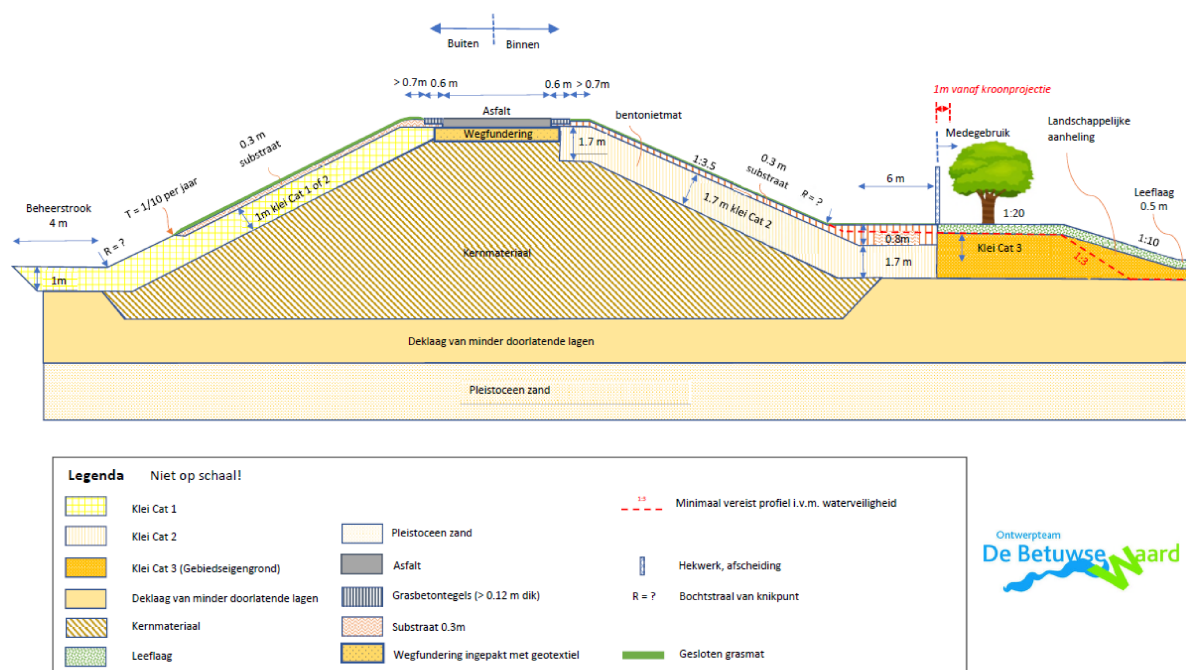 Buiten
Binnen
> 0.7m
0.6 m
0.6 m
> 0.7m
1m vanaf kroonprojectie
Asfalt
bentonietmat
Medegebruik
Landschappelijke
aanheling
Wegfundering
1.7 m
0.3 m
substraat
1:3.5
0.3 m
substraat
R = ?
6 m
Leeflaag
0.5 m
T = 1/10 per jaar
Beheerstrook
4 m
R = ?
1m klei Cat 1 of 2
1.7 m klei Cat 2
1:20
1:10
0.8m
Klei Cat 3
Kernmateriaal
1.7 m
1:3
1m
Deklaag van minder doorlatende lagen
Pleistoceen zand
Legenda Niet op schaal!
Klei Cat 1
Klei Cat 2
Klei Cat 3 (Gebiedseigengrond)
Deklaag van minder doorlatende lagen
Kernmateriaal
Leeflaag
Pleistoceen zand
Asfalt
Grasbetontegels (> 0.12 m dik)
Substraat 0.3m
Wegfundering ingepakt met geotextiel
Minimaal vereist profiel i.v.m. waterveiligheid
Hekwerk, afscheiding
R = ? Bochtstraal van knikpunt
Gesloten grasmat
Ontwerpteam
De Betuwse Waard